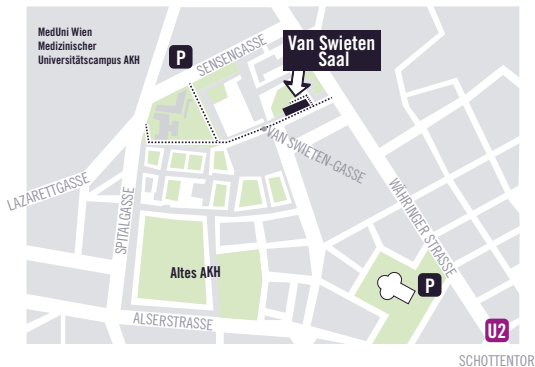 MedUni Wien
Medizinischer
Universitätscampus AKH
P
SENSENGASSE
Van Swieten
Saal
VAN SWIETEN-GASSE
LAZARETTGASSE
SPITALGASSE
WÄHRINGER STRASSE
Altes AKH
P
ALSERSTRASSE
U2
SCHOTTENTOR